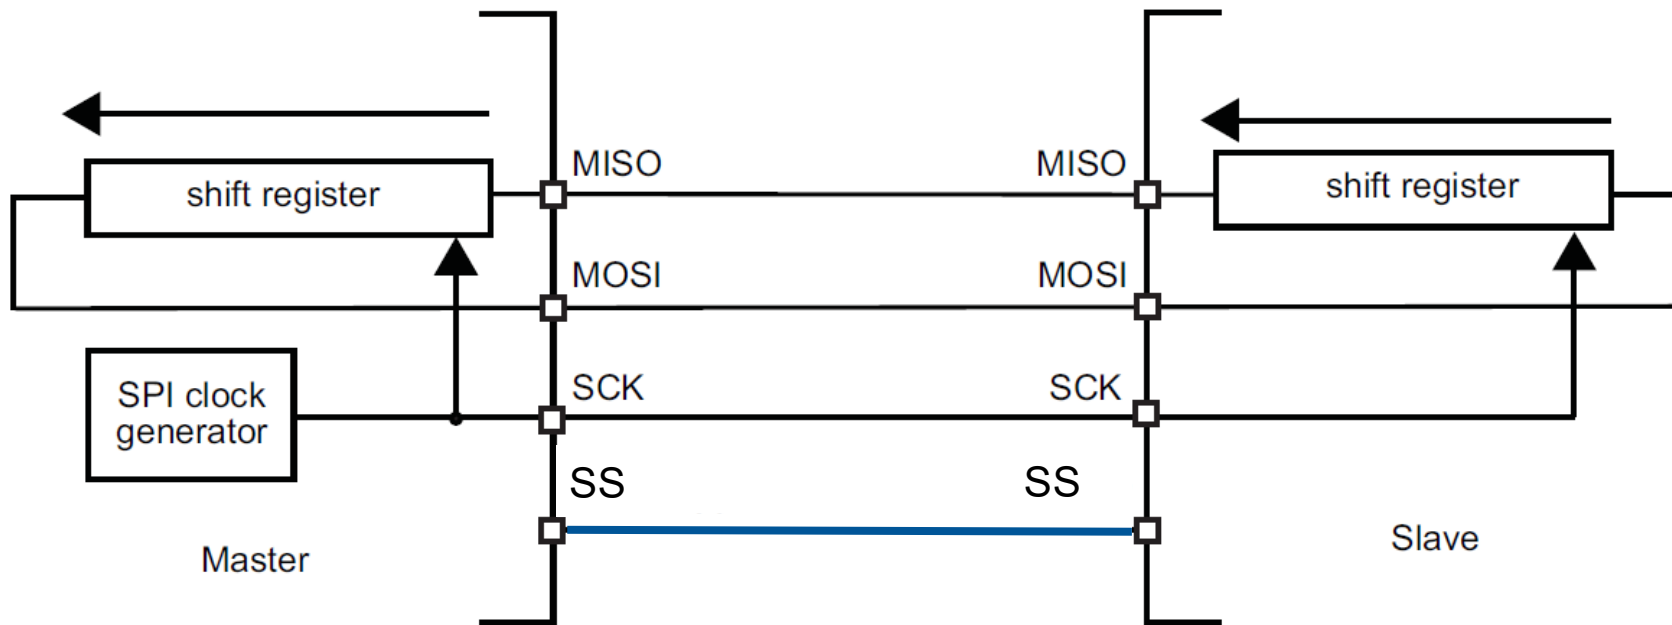 MISO
MISO
shift register
shift register
MOSI
MOSI
SPI clock
generator
SCK
SCK
SS
SS
Master
Slave